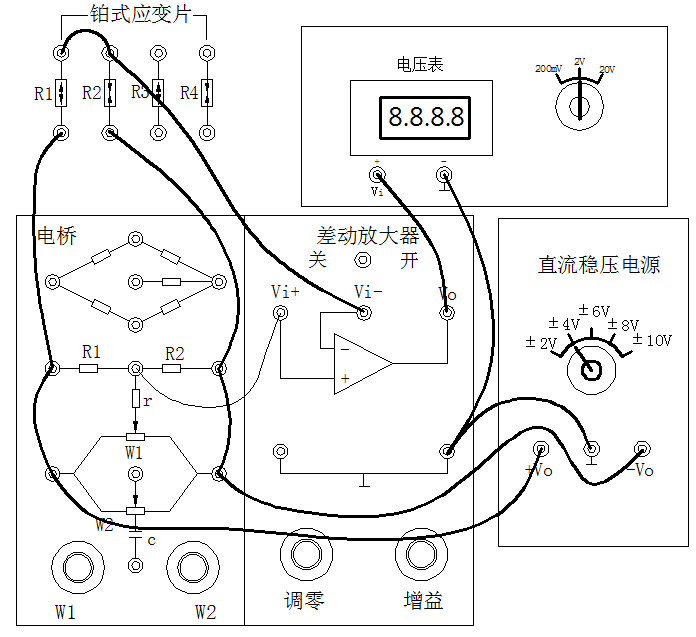 铂式应变片
R1 R2 R3 R4
电压表
200mV 2V 20V
8.8.8.8
+ -
Vi
电桥
差动放大器
关 开
Vi+ Vi- Vo
R1 R2
-
+
r
W1
W2
c
W1 W2
调零 增益
直流稳压电源
±2V ±4V ±6V ±8V ±10V
+Vo -Vo